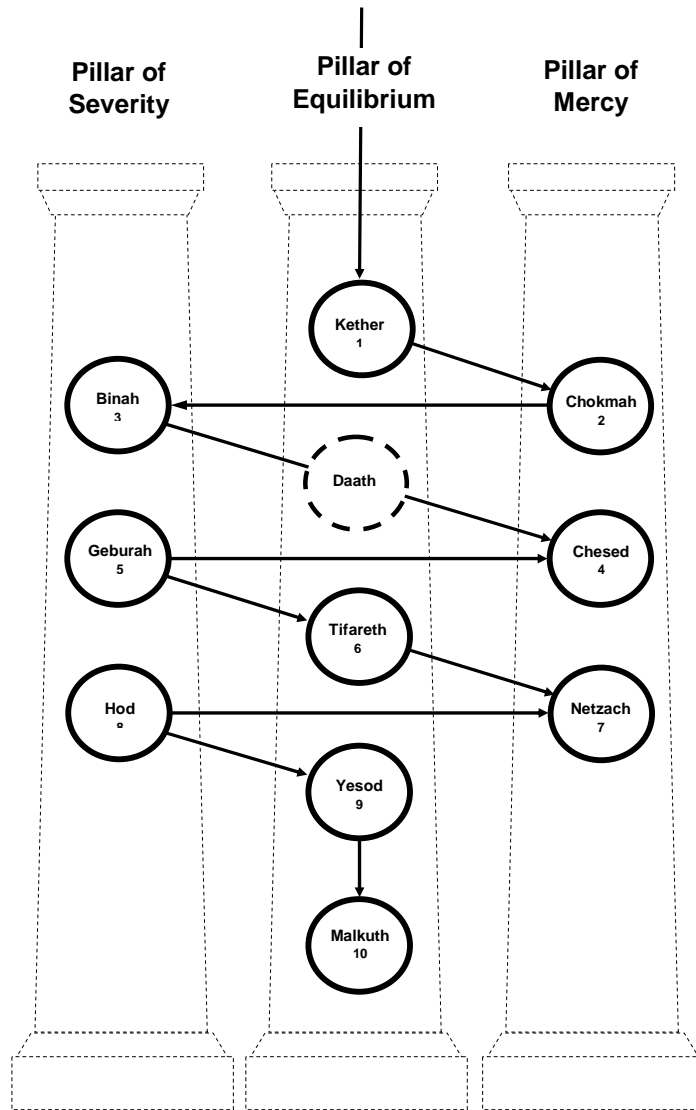 Pillar of
Severity
Pillar of
Equilibrium
Pillar of
Mercy
Kether
1
Binah
3
Chokmah
2
Daath
Geburah
5
Chesed
4
Tifareth
6
Hod
8
Netzach
7
Yesod
9
Malkuth
10